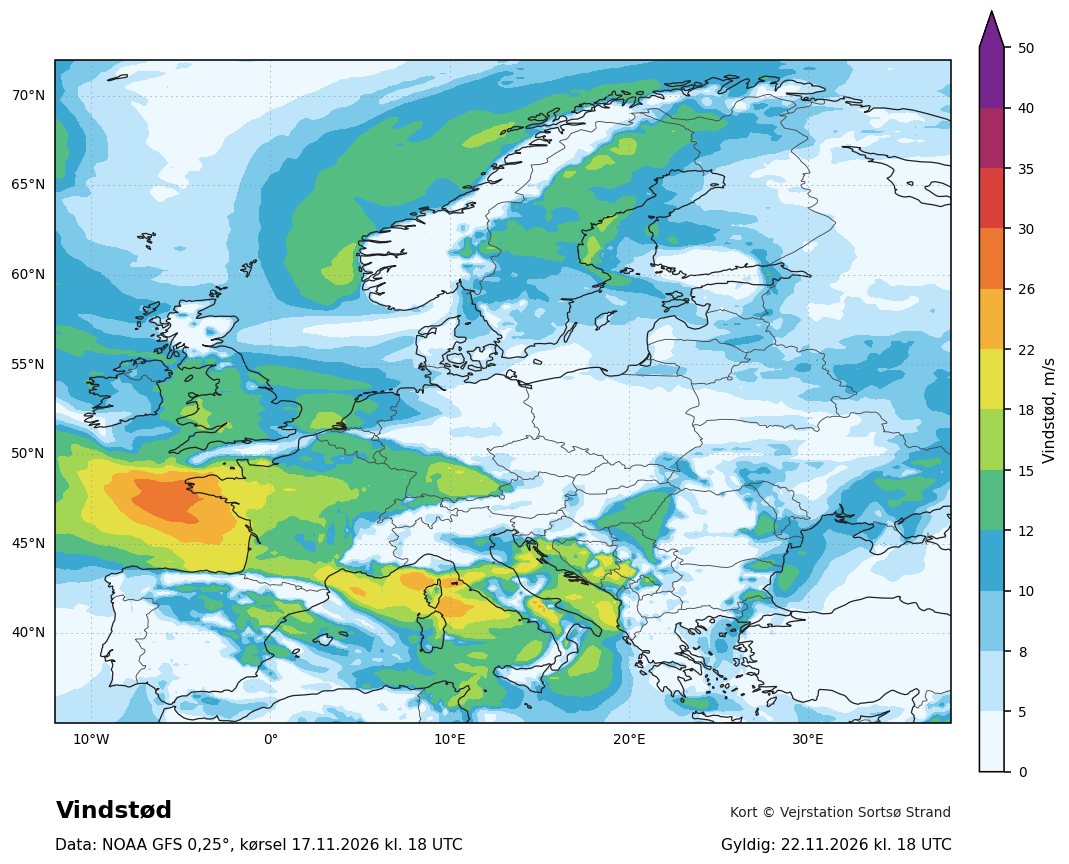 70°N
65°N
60°N
55°N
50°N
45°N
40°N
10°W
0°
10°E
20°E
30°E
50
40
35
30
26
22
18
15
12
10
8
5
0
Vindstød, m/s
Vindstød
Kort © Vejrstation Sortsø Strand
Data: NOAA GFS 0,25°, kørsel 17.11.2026 kl. 18 UTC
Gyldig: 22.11.2026 kl. 18 UTC